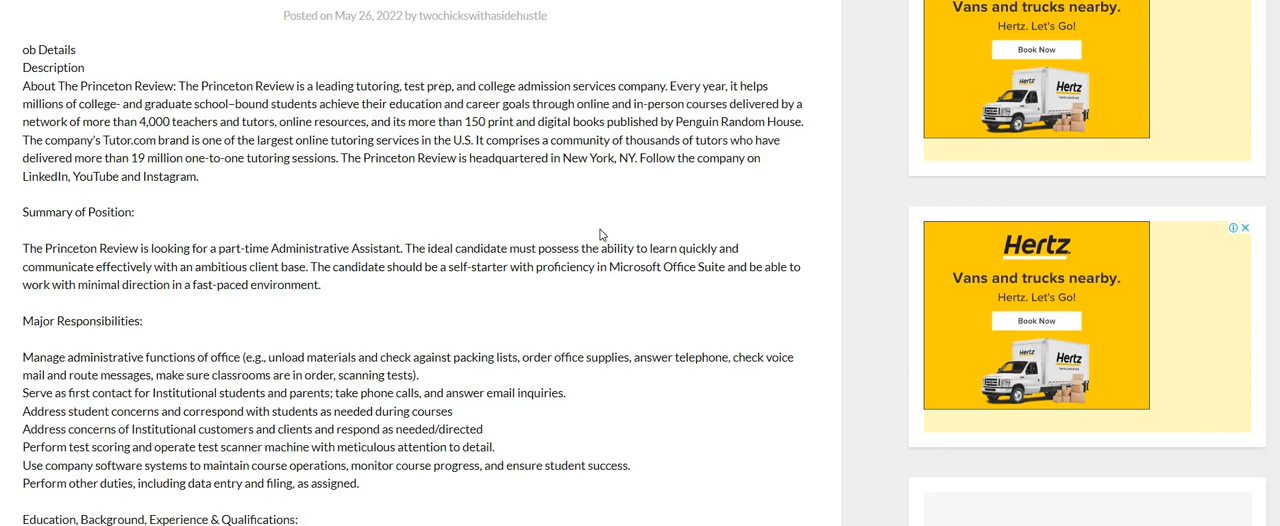 Posted on May 26, 2022 by twochickswithasidehustle
ob Details
Description
About The Princeton Review: The Princeton Review is a leading tutoring, test prep, and college admission services company. Every year, it helps
millions of college- and graduate school–bound students achieve their education and career goals through online and in-person courses delivered by a
network of more than 4,000 teachers and tutors, online resources, and its more than 150 print and digital books published by Penguin Random House.
The company's Tutor.com brand is one of the largest online tutoring services in the U.S. It comprises a community of thousands of tutors who have
delivered more than 19 million one-to-one tutoring sessions. The Princeton Review is headquartered in New York, NY. Follow the company on
LinkedIn, YouTube and Instagram.
Summary of Position:
The Princeton Review is looking for a part-time Administrative Assistant. The ideal candidate must possess the ability to learn quickly and
communicate effectively with an ambitious client base. The candidate should be a self-starter with proficiency in Microsoft Office Suite and be able to
work with minimal direction in a fast-paced environment.
Major Responsibilities:
Manage administrative functions of office (e.g., unload materials and check against packing lists, order office supplies, answer telephone, check voice
mail and route messages, make sure classrooms are in order, scanning tests).
Serve as first contact for Institutional students and parents; take phone calls, and answer email inquiries.
Address student concerns and correspond with students as needed during courses
Address concerns of Institutional customers and clients and respond as needed/directed
Perform test scoring and operate test scanner machine with meticulous attention to detail.
Use company software systems to maintain course operations, monitor course progress, and ensure student success.
Perform other duties, including data entry and filing, as assigned.
Education, Background, Experience & Qualifications:
Vans and trucks nearby.
Hertz. Let's Go!
Book Now
Hertz
Hertz
Hertz
Vans and trucks nearby.
Hertz. Let's Go!
Book Now
Hertz
Hertz